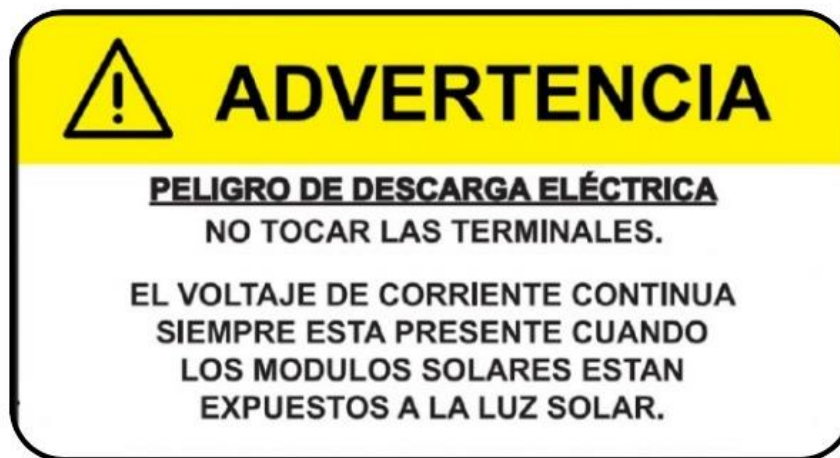 ADVERTENCIA
PELIGRO DE DESCARGA ELÉCTRICA
NO TOCAR LAS TERMINALES.
EL VOLTAJE DE CORRIENTE CONTINUA
SIEMPRE ESTA PRESENTE CUANDO
LOS MODULOS SOLARES ESTAN
EXPUESTOS A LA LUZ SOLAR.